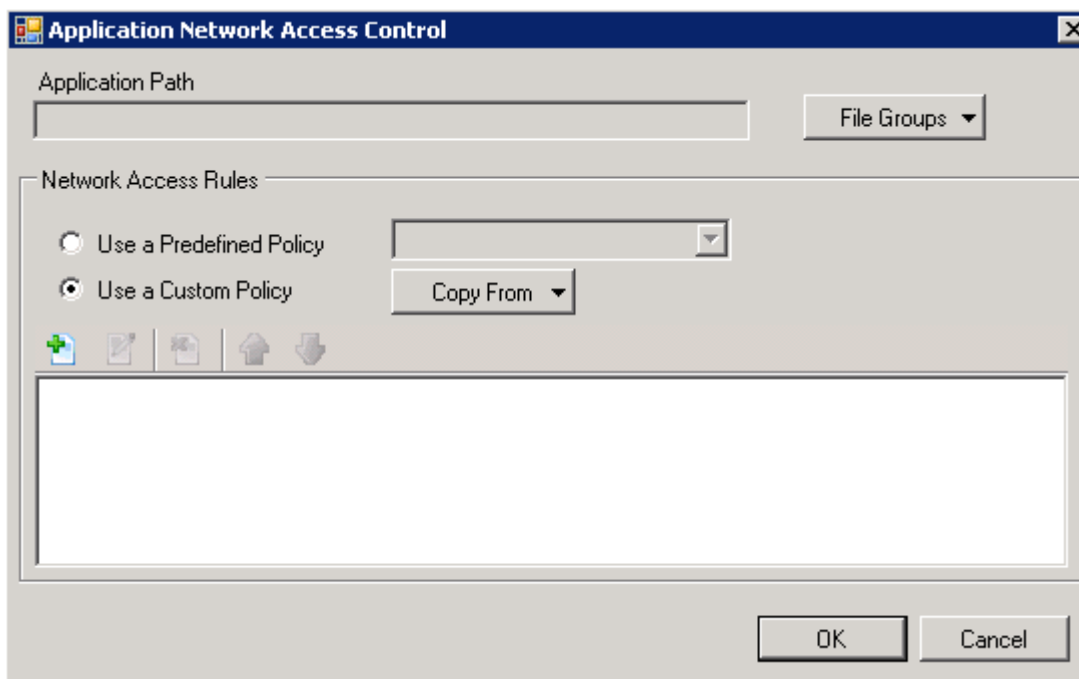 Application Network Access Control
Application Path
File Groups
Network Access Rules
Use a Predefined Policy
Use a Custom Policy
Copy From
OK
Cancel